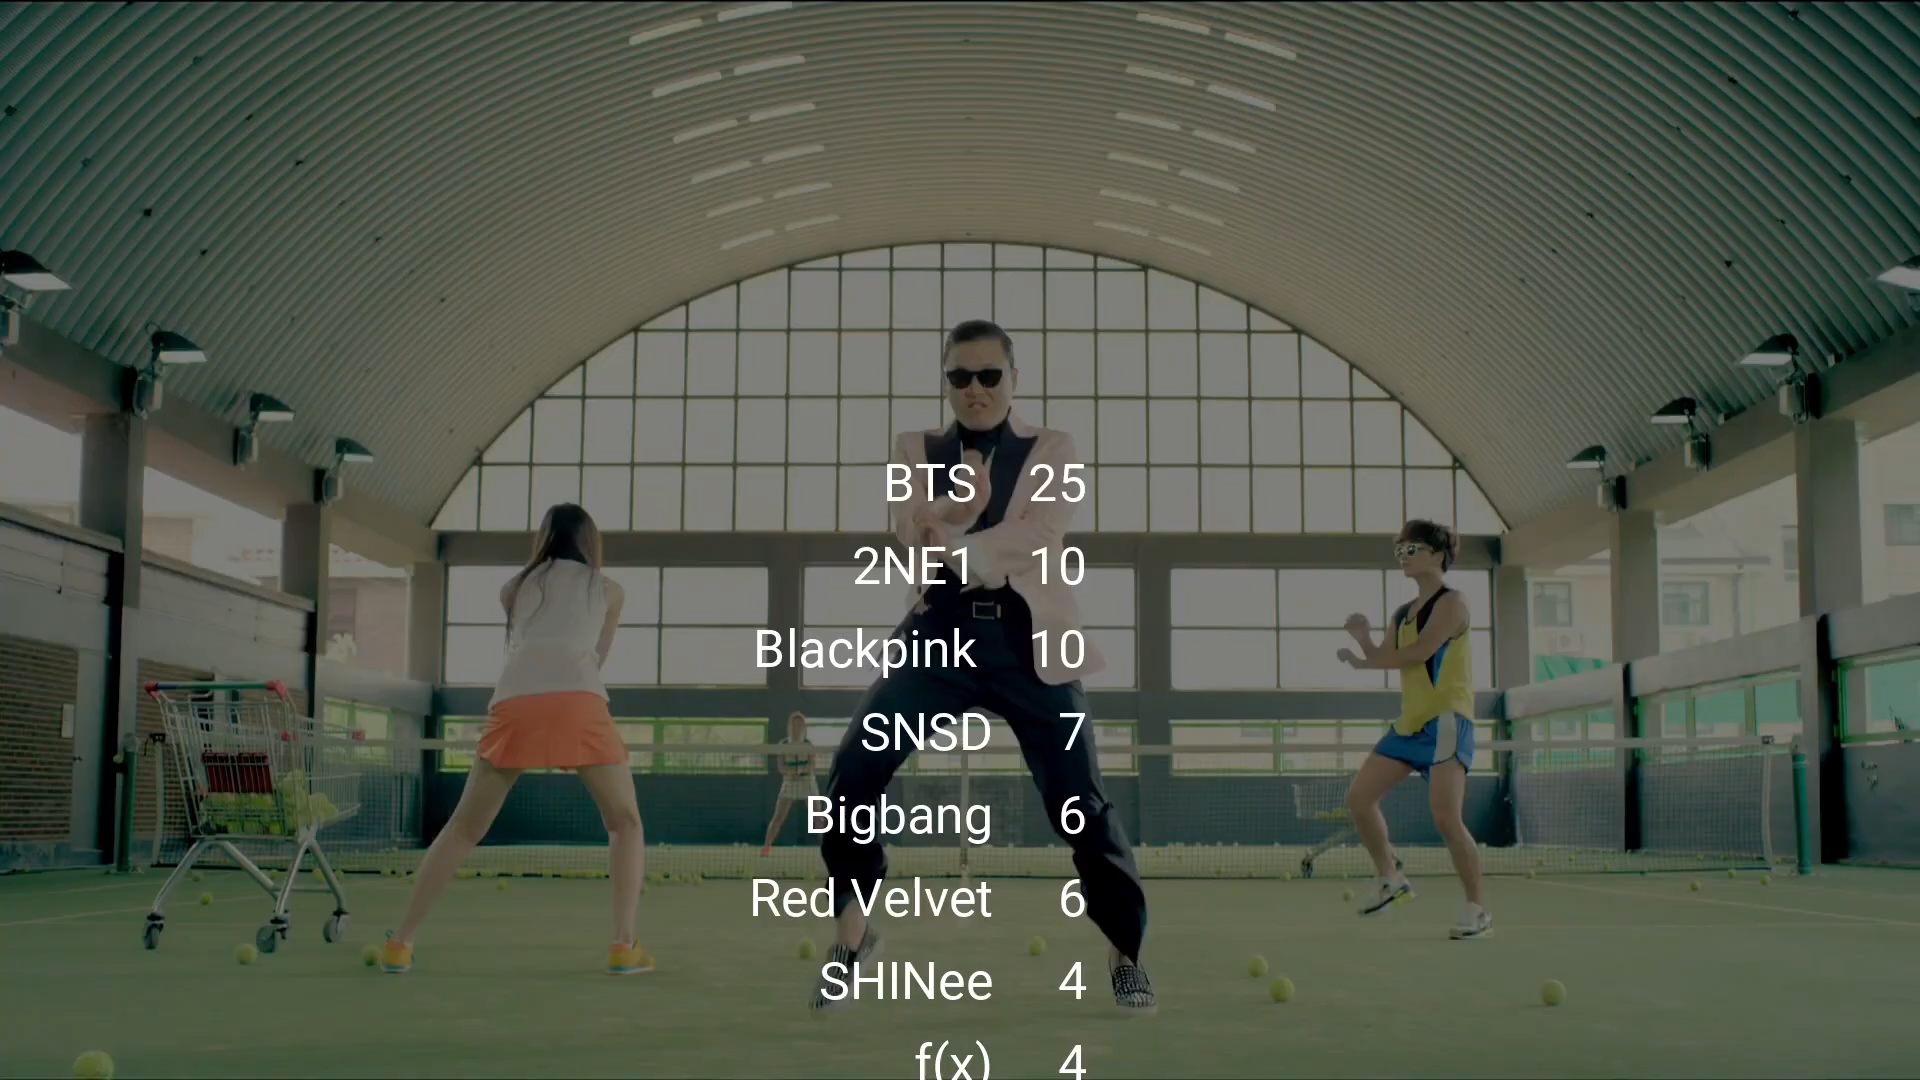 BTS 25
2NE1 10
Blackpink 10
SNSD 7
Bigbang 6
Red Velvet 6
SHINee 4
f(x) 4